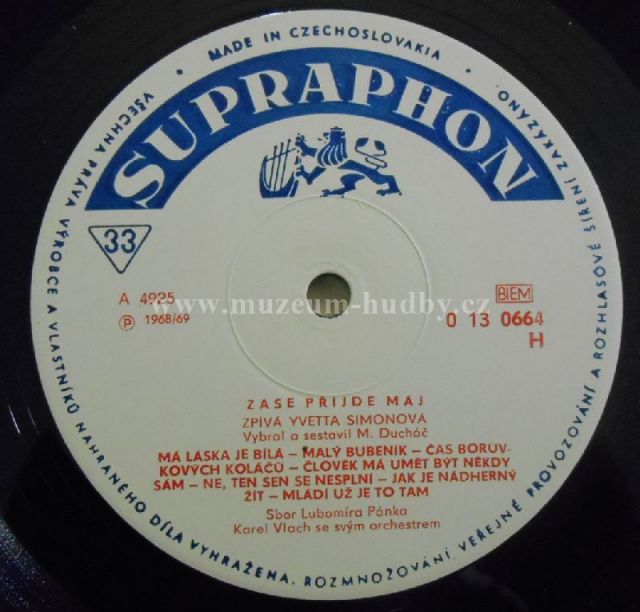 MADE IN CZECHOSLOVAKIA
SUPRAPHON
33
A 4925
Ⓟ 1968/69
BIEM
0 13 0664
H
www.muzeum-hudby.cz
ZASE PŘIJDE MÁJ
ZPÍVÁ YVETTA SIMONOVÁ
Vybral a sestavil M. Ducháč
MÁ LÁSKA JE BÍLÁ – MALÝ BUBENÍK – ČAS BORŮV-
KOVÝCH KOLÁČŮ – ČLOVĚK MÁ UMĚT BÝT NĚKDY
SÁM – NE, TEN SEN SE NESPLNÍ – JAK JE NÁDHERNÝ
ŽÍT – MLÁDÍ UŽ JE TO TAM
Sbor Lubomíra Pánka
Karel Vlach se svým orchestrem
VŠECHNA PRÁVA VÝROBCE A VLASTNÍKŮ NAHRANÉHO DÍLA VYHRAŽENA. ROZMNOŽOVÁNÍ, VEŘEJNÉ PROVOZOVÁNÍ A ROZHLASOVÉ ŠÍŘENÍ ZAKÁZÁNO